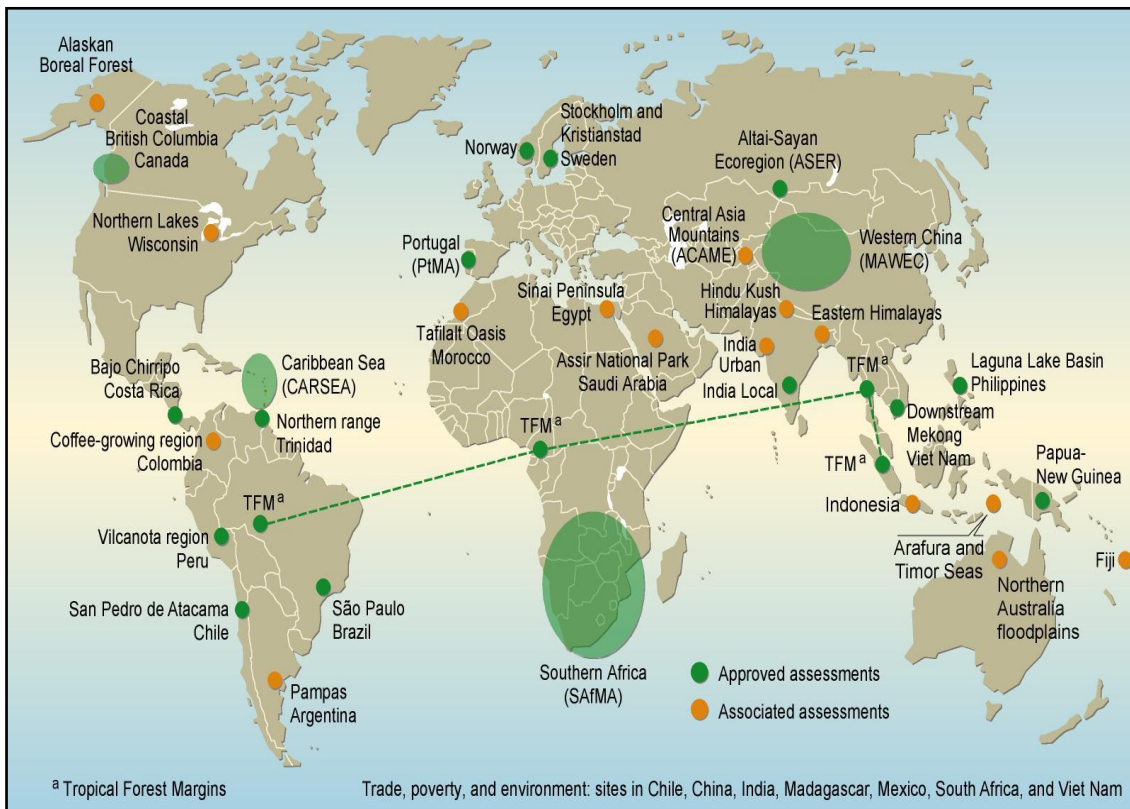 Alaskan
Boreal Forest
Coastal
British Columbia
Canada
Northern Lakes
Wisconsin
Norway
Stockholm and
Kristianstad
Sweden
Altai-Sayan
Ecoregion (ASER)
Central Asia
Mountains
(ACAME)
Western China
(MAWEC)
Portugal
(PtMA)
Sinai Peninsula
Egypt
Hindu Kush
Himalayas
Eastern Himalayas
Tafilalt Oasis
Morocco
Assir National Park
Saudi Arabia
India
Urban
India Local
TFM a
Laguna Lake Basin
Philippines
Bajo Chirripo
Costa Rica
Caribbean Sea
(CARSEA)
Northern range
Trinidad
Coffee-growing region
Colombia
TFM a
Downstream
Mekong
Viet Nam
TFM a
Papua-
New Guinea
TFM a
Indonesia
Arafura and
Timor Seas
Fiji
Vilcanota region
Peru
Northern
Australia
floodplains
San Pedro de Atacama
Chile
São Paulo
Brazil
Southern Africa
(SAfMA)
Pampas
Argentina
Approved assessments
Associated assessments
a Tropical Forest Margins
Trade, poverty, and environment: sites in Chile, China, India, Madagascar, Mexico, South Africa, and Viet Nam